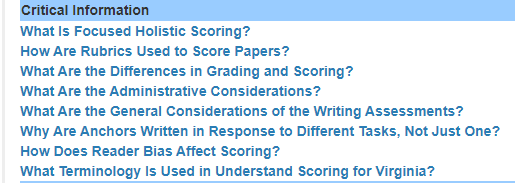 Critical Information
What Is Focused Holistic Scoring?
How Are Rubrics Used to Score Papers?
What Are the Differences in Grading and Scoring?
What Are the Administrative Considerations?
What Are the General Considerations of the Writing Assessments?
Why Are Anchors Written in Response to Different Tasks, Not Just One?
How Does Reader Bias Affect Scoring?
What Terminology Is Used in Understand Scoring for Virginia?